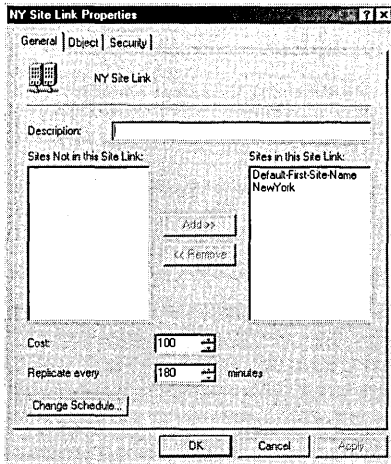 NY Site Link Properties
General Object Security
NY Site Link
Description:
Sites Not in this Site Link:
Sites in this Site Link:
Default-First-Site-Name
NewYork
Add >>
<< Remove
Cost:
100
Replicate every
180
minutes
Change Schedule...
OK
Cancel
Apply